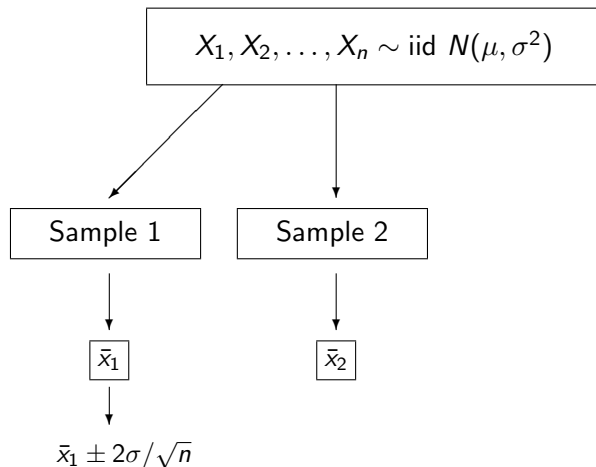 X₁, X₂, . . . , Xₙ ∼ iid N(μ, σ²)
Sample 1 Sample 2
x̄₁ x̄₂
x̄₁ ± 2σ/√n